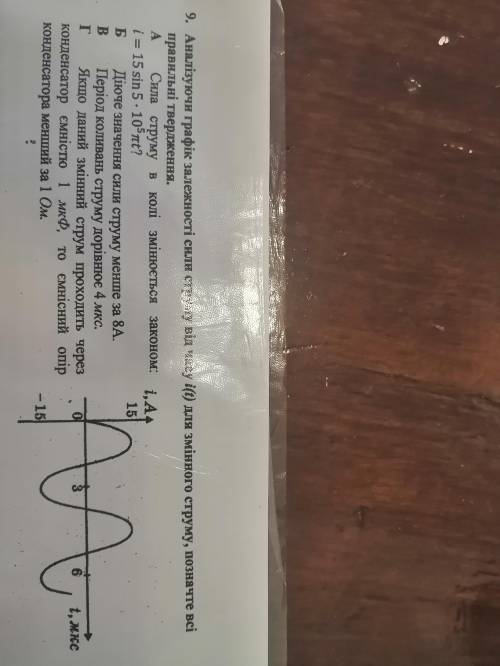 9. Аналізуючи графік залежності сили струму від часу i(t) для змінного струму, позначте всі
правильні твердження.
А Сила струму в колі змінюється законом:
i = 15 sin 5 · 10⁵πt?
Б Діюче значення сили струму менше за 8А.
В Період коливань струму дорівнює 4 мкс.
Г Якщо даний змінний струм проходить через
конденсатор ємністю 1 мкФ, то ємнісний опір
конденсатора менший за 1 Ом.
i, А
15
0 3 6 t, мкс
−15